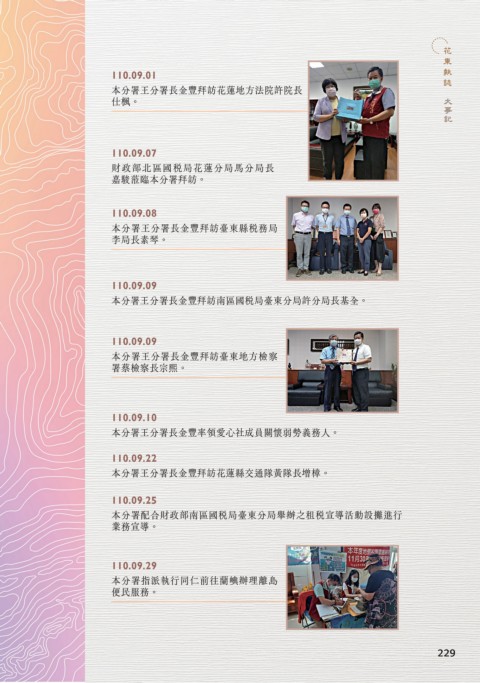 花東執誌 大事記
110.09.01
本分署王分署長金豐拜訪花蓮地方法院許院長
仕楓。
110.09.07
財政部北區國稅局花蓮分局馬分局長
嘉駿蒞臨本分署拜訪。
110.09.08
本分署王分署長金豐拜訪臺東縣稅務局
李局長素琴。
110.09.09
本分署王分署長金豐拜訪南區國稅局臺東分局許分局長基全。
110.09.09
本分署王分署長金豐拜訪臺東地方檢察
署蔡檢察長宗熙。
110.09.10
本分署王分署長金豐率領愛心社成員關懷弱勢義務人。
110.09.22
本分署王分署長金豐拜訪花蓮縣交通隊黃隊長增樟。
110.09.25
本分署配合財政部南區國稅局臺東分局舉辦之租稅宣導活動設攤進行
業務宣導。
110.09.29
本分署指派執行同仁前往蘭嶼辦理離島
便民服務。
229